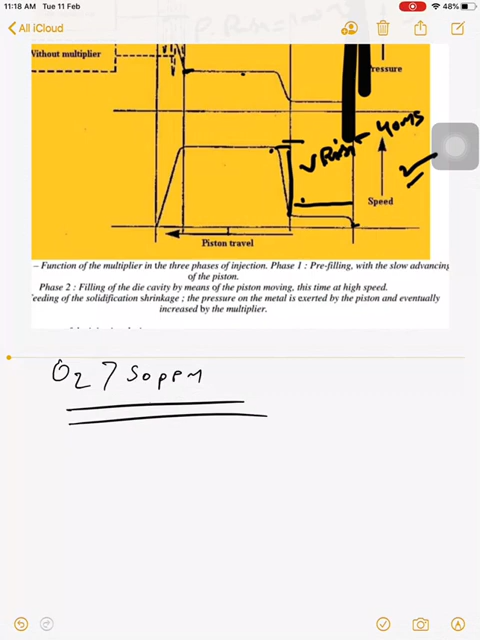 11:18 AM Tue 11 Feb
48%
All iCloud
Without multiplier
ressure
V Rise 40ms
Speed
Piston travel
– Function of the multiplier in the three phases of injection. Phase 1 : Pre-filling, with the slow advancing
of the piston.
Phase 2 : Filling of the die cavity by means of the piston moving, this time at high speed.
eeding of the solidification shrinkage ; the pressure on the metal is exerted by the piston and eventually
increased by the multiplier.
O2 7 50 ppm